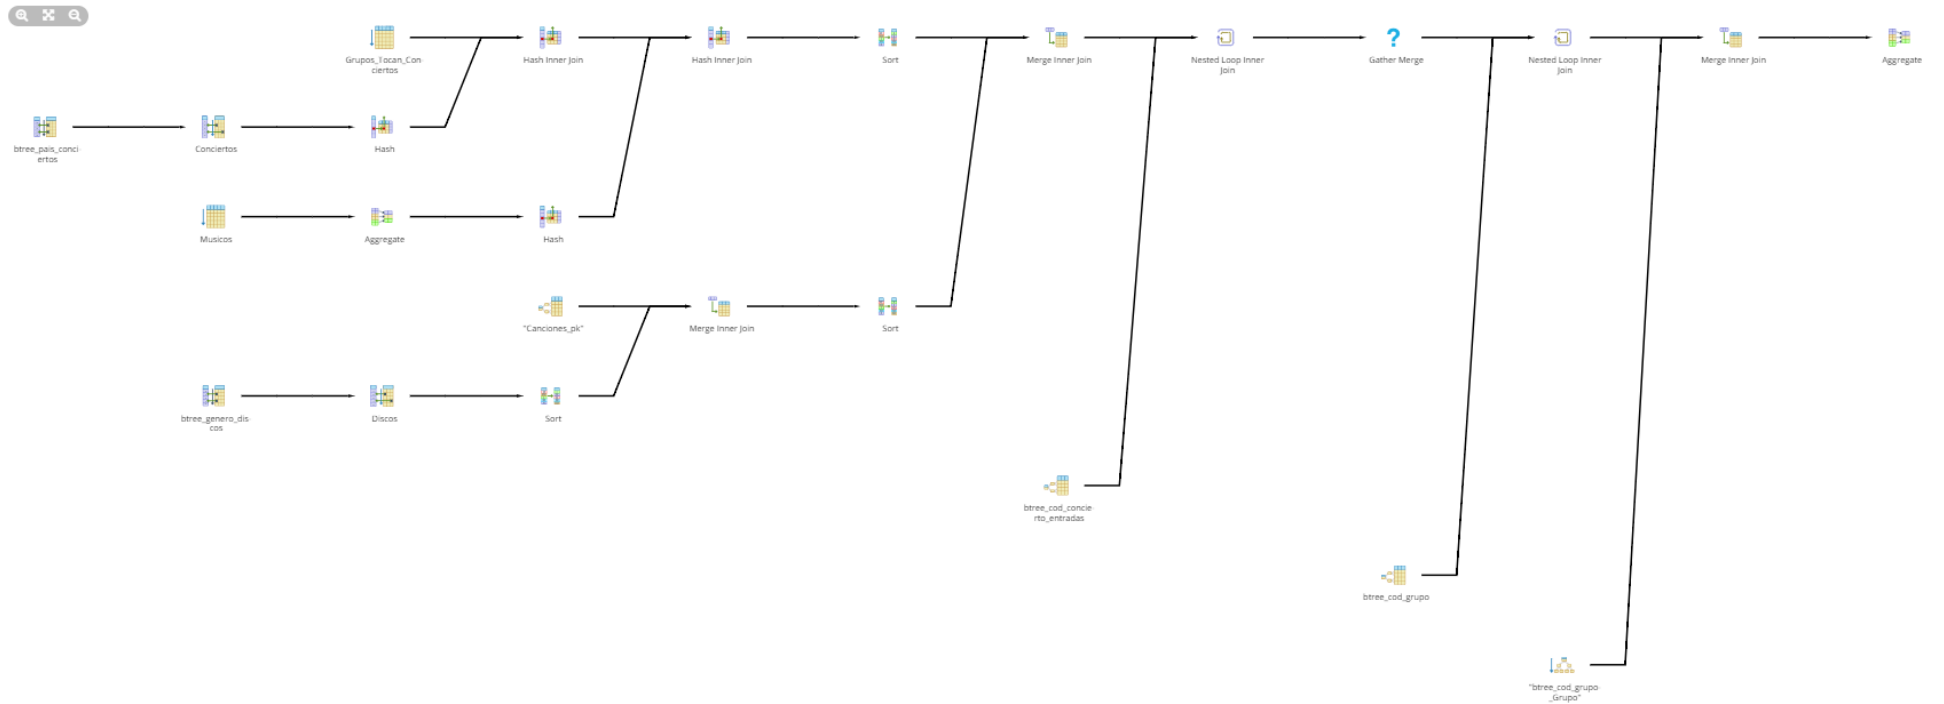 Grupos_Tocan_Con
ciertos
Hash Inner Join
Hash Inner Join
Sort
Merge Inner Join
Nested Loop Inner
Join
?
Gather Merge
Nested Loop Inner
Join
Merge Inner Join
Aggregate
btree_pais_conci
ertos
Conciertos
Hash
Musicos
Aggregate
Hash
"Canciones_pk"
Merge Inner Join
Sort
btree_genero_dis
cos
Discos
Sort
btree_cod_concie
rto_entradas
btree_cod_grupo
"btree_cod_grupo
_Grupo"